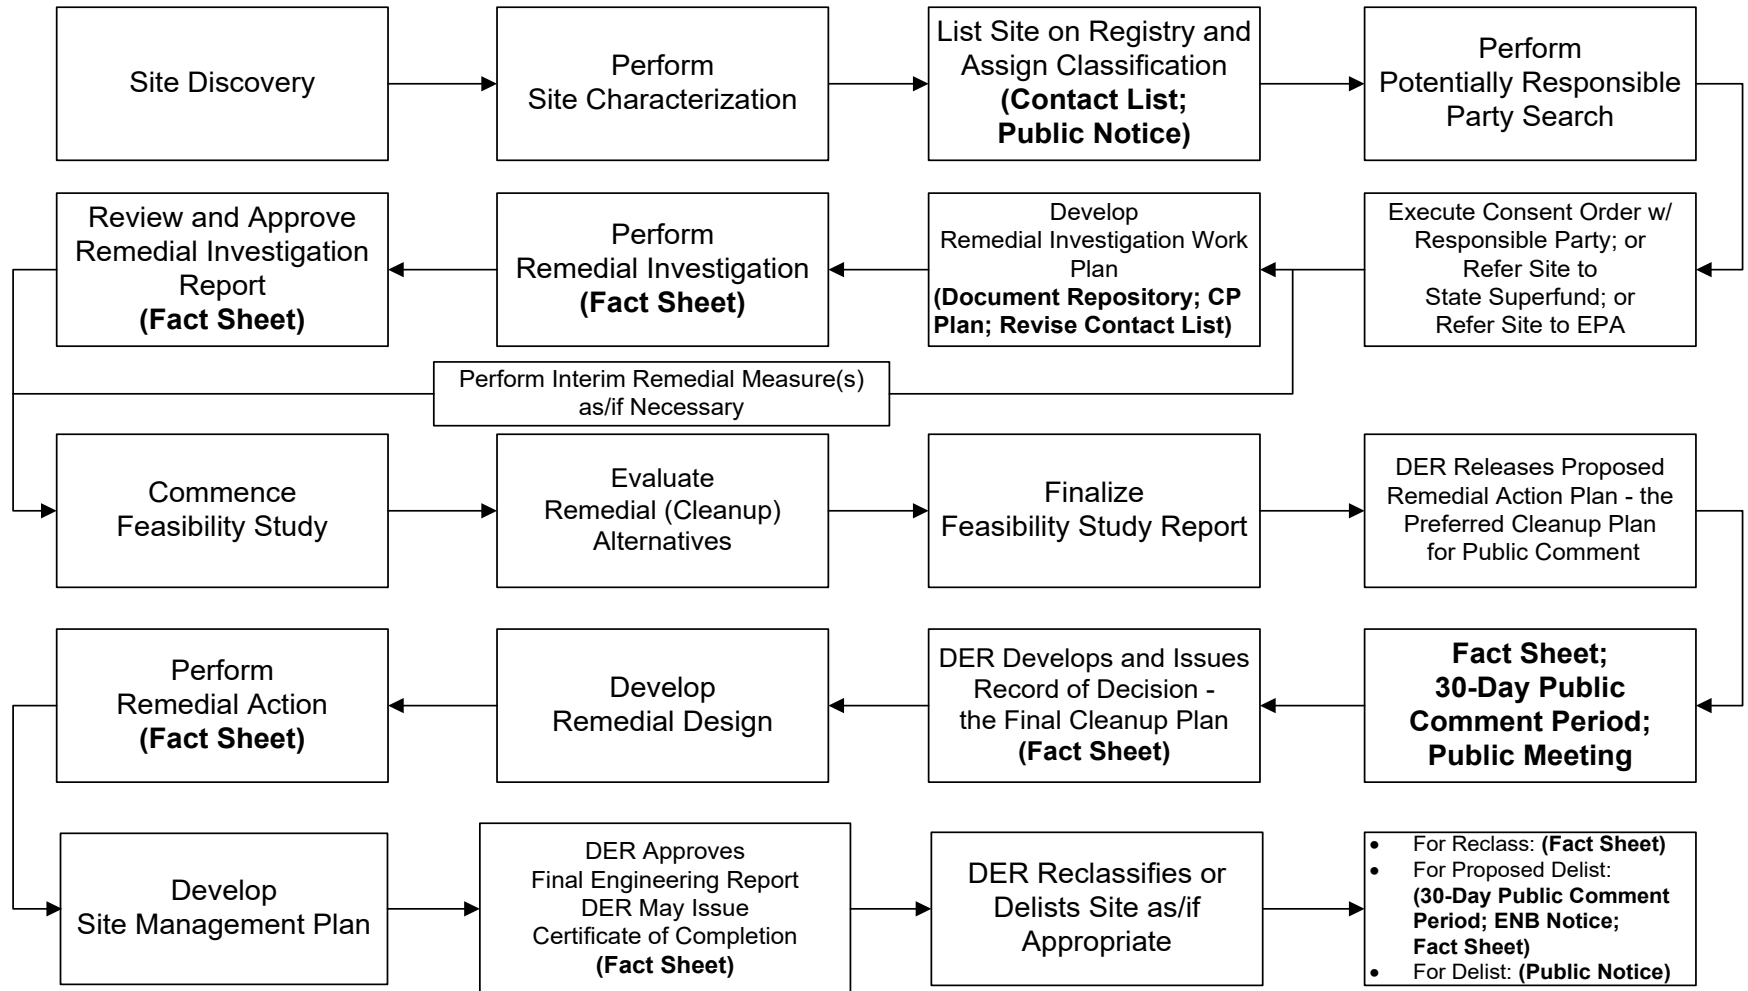 Site Discovery
Perform
Site Characterization
List Site on Registry and
Assign Classification
(Contact List;
Public Notice)
Perform
Potentially Responsible
Party Search
Execute Consent Order w/
Responsible Party; or
Refer Site to
State Superfund; or
Refer Site to EPA
Develop
Remedial Investigation Work
Plan
(Document Repository; CP
Plan; Revise Contact List)
Perform
Remedial Investigation
(Fact Sheet)
Review and Approve
Remedial Investigation
Report
(Fact Sheet)
Perform Interim Remedial Measure(s)
as/if Necessary
Commence
Feasibility Study
Evaluate
Remedial (Cleanup)
Alternatives
Finalize
Feasibility Study Report
DER Releases Proposed
Remedial Action Plan - the
Preferred Cleanup Plan
for Public Comment
Fact Sheet;
30-Day Public
Comment Period;
Public Meeting
DER Develops and Issues
Record of Decision -
the Final Cleanup Plan
(Fact Sheet)
Develop
Remedial Design
Perform
Remedial Action
(Fact Sheet)
Develop
Site Management Plan
DER Approves
Final Engineering Report
DER May Issue
Certificate of Completion
(Fact Sheet)
DER Reclassifies or
Delists Site as/if
Appropriate
• For Reclass: (Fact Sheet)
• For Proposed Delist:
(30-Day Public Comment
Period; ENB Notice;
Fact Sheet)
• For Delist: (Public Notice)